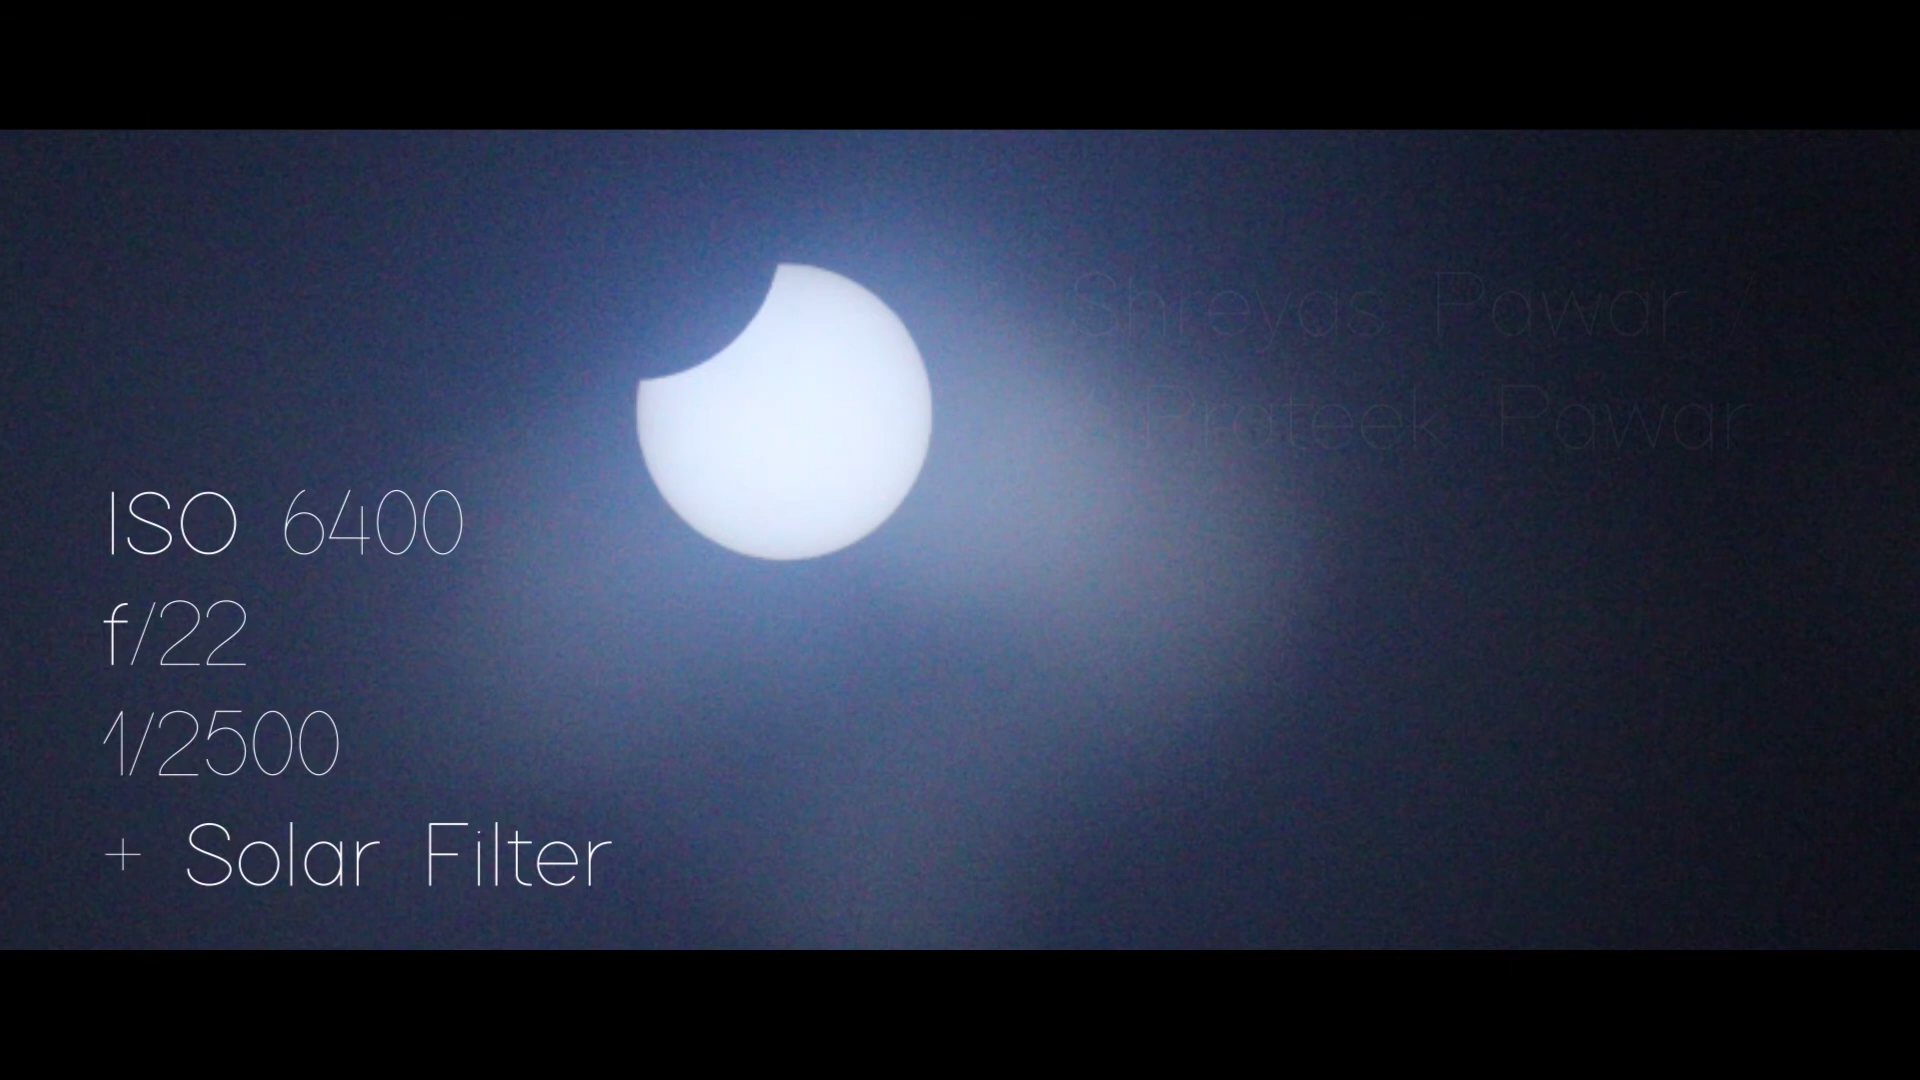 Shreyas Pawar /
Prateek Pawar
ISO 6400
f/22
1/2500
+ Solar Filter